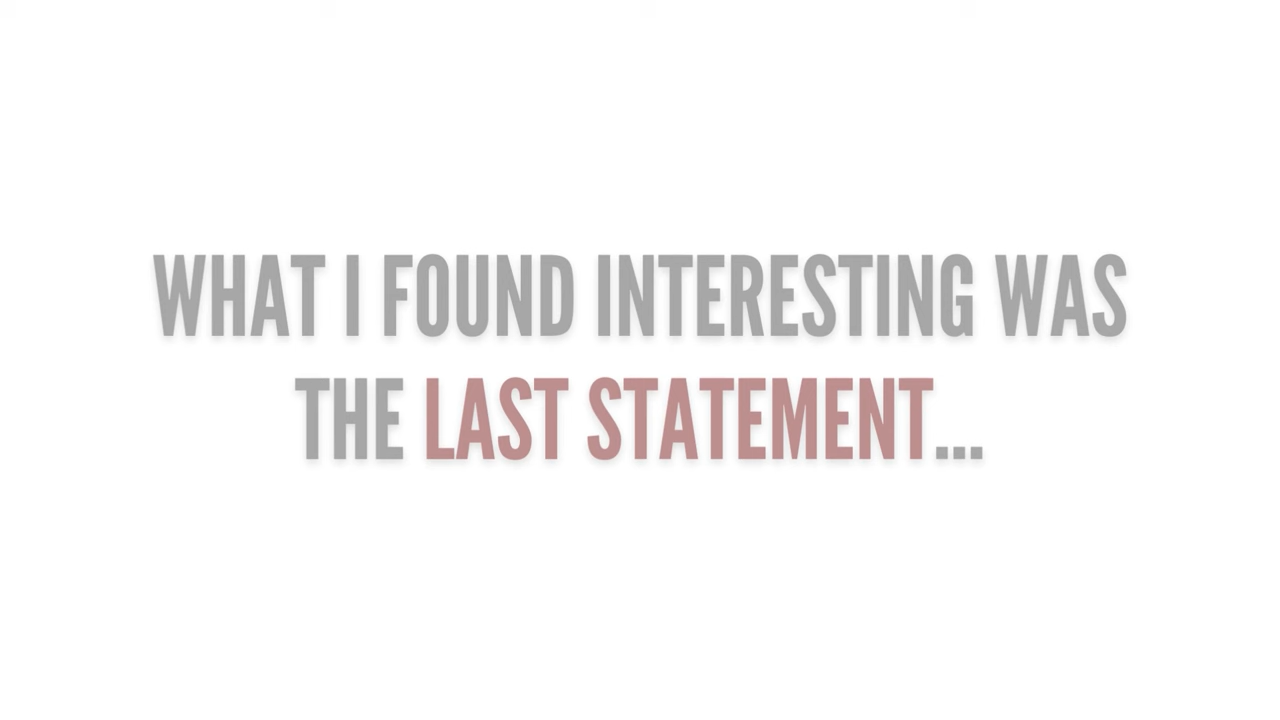 WHAT I FOUND INTERESTING WAS
THE LAST STATEMENT...